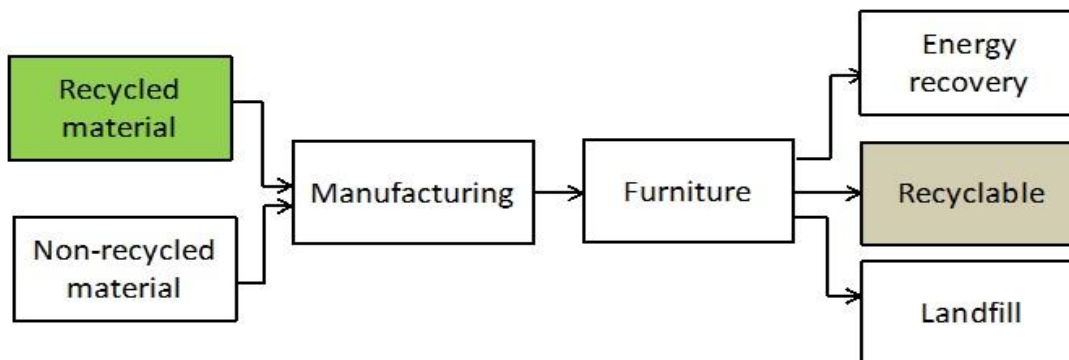 Recycled
material
Non-recycled
material
Manufacturing
Furniture
Energy
recovery
Recyclable
Landfill